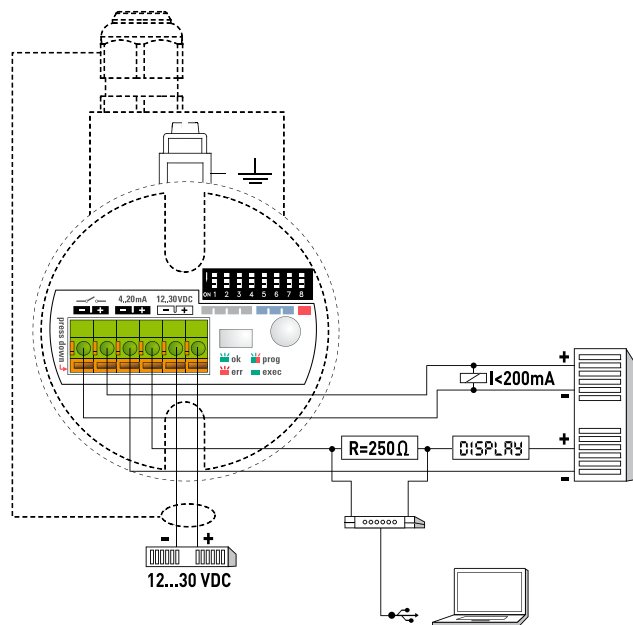 4..20mA 12..30VDC
- + - + - +
ON 1 2 3 4 5 6 7 8
press down
ok prog
err exec
+
I<200mA
-
+
R=250Ω DISPLAY
-
- +
12...30 VDC